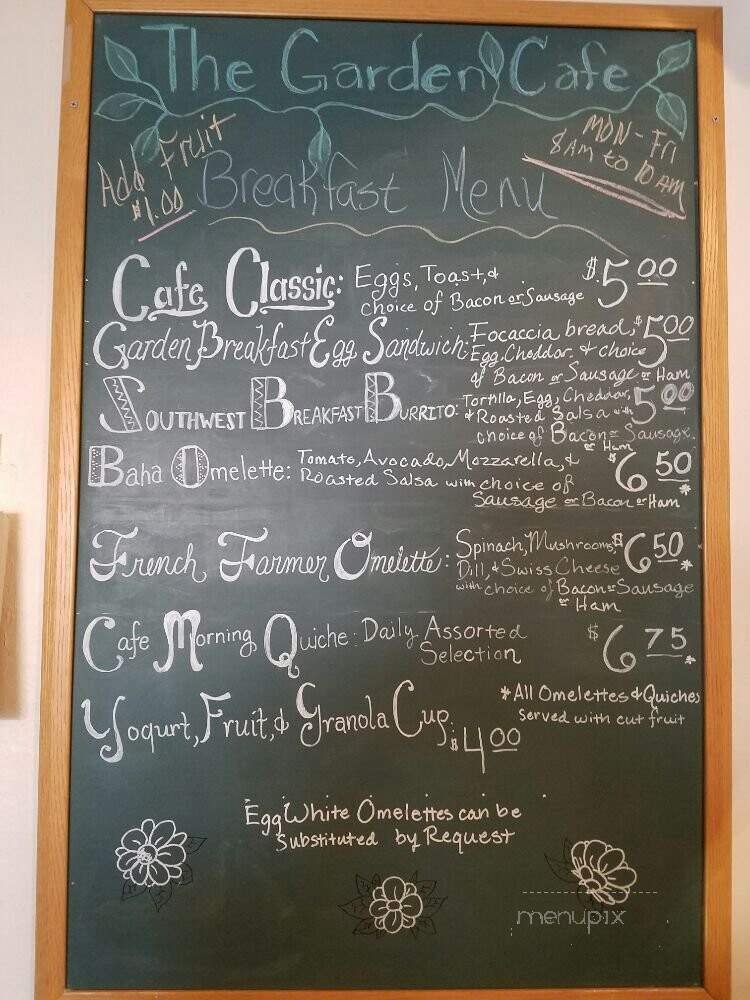 The Garden Cafe
Add Fruit
$1.00
MON-Fri
8AM to 10AM
Breakfast Menu
Cafe Classic: Eggs, Toast, & $5.00
choice of Bacon or Sausage
Garden Breakfast Egg Sandwich: Focaccia bread, $5.00
Egg, Cheddar, & choice
of Bacon or Sausage or Ham
Southwest Breakfast Burrito: Tortilla, Egg, Cheddar, 5.00
& Roasted Salsa with
choice of Bacon or Sausage
or Ham
Baha Omelette: Tomato, Avocado, Mozzarella, & $6.50*
Roasted Salsa with choice of
Sausage or Bacon or Ham
French Farmer Omelette: Spinach, Mushrooms, $6.50*
Dill, & Swiss Cheese
with choice of Bacon or Sausage
or Ham
Cafe Morning Quiche: Daily Assorted $6.75*
Selection
*All Omelettes & Quiches
served with cut fruit
Yogurt, Fruit, & Granola Cup. $4.00
Egg White Omelettes can be
Substituted by Request
menupix